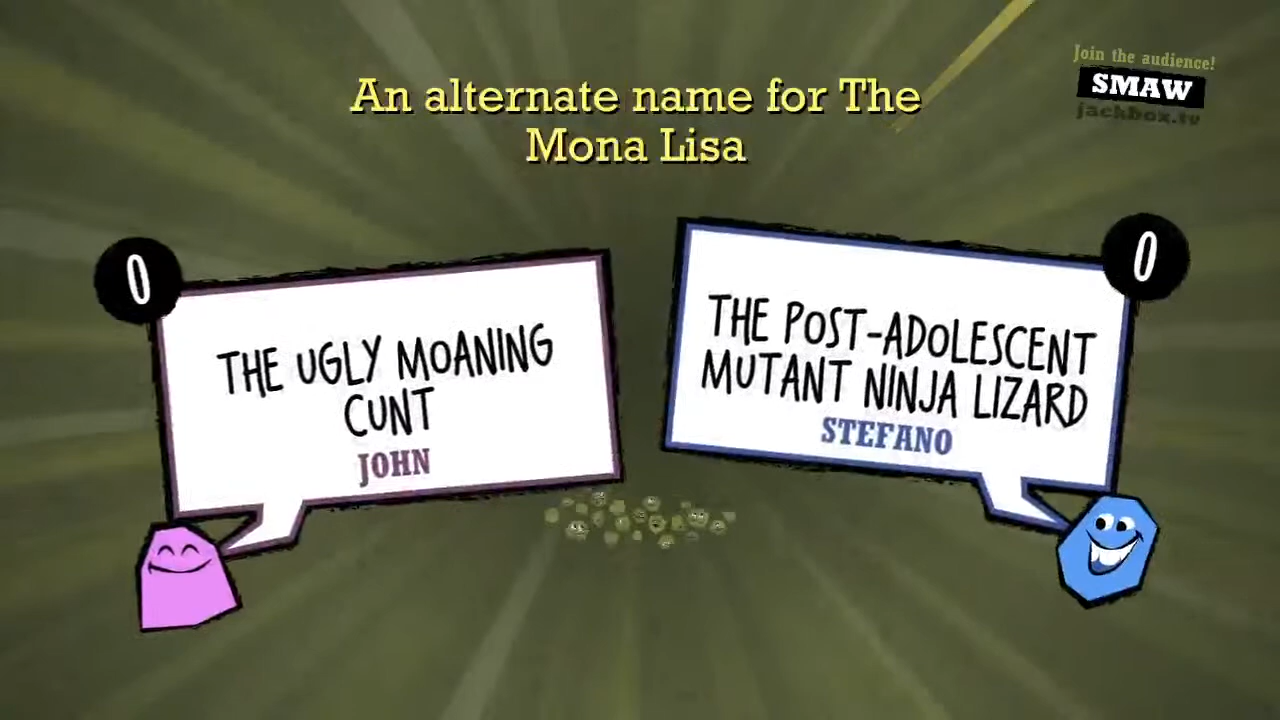 Join the audience!
SMAW
jackbox.tv
An alternate name for The
Mona Lisa
0
0
THE UGLY MOANING
CUNT
JOHN
THE POST-ADOLESCENT
MUTANT NINJA LIZARD
STEFANO